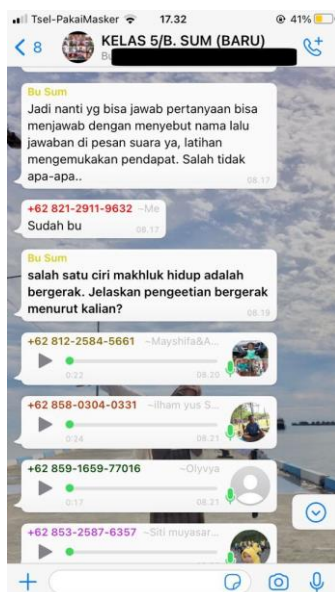 Tsel-PakaiMasker 17.32 41%
8 KELAS 5/B. SUM (BARU)
Bu Sum
Jadi nanti yg bisa jawab pertanyaan bisa
menjawab dengan menyebut nama lalu
jawaban di pesan suara ya, latihan
mengemukakan pendapat. Salah tidak
apa-apa..
08.17
+62 821-2911-9632 ~Me
Sudah bu
08.17
Bu Sum
salah satu ciri makhluk hidup adalah
bergerak. Jelaskan pengeetian bergerak
menurut kalian?
08.19
+62 812-2584-5661 ~Mayshifa&A...
0:22 08.20
+62 858-0304-0331 ~ilham yus S...
0:24 08.21
+62 859-1659-77016 ~Olyvya
0:17 08.21
+62 853-2587-6357 ~Siti muyasar...